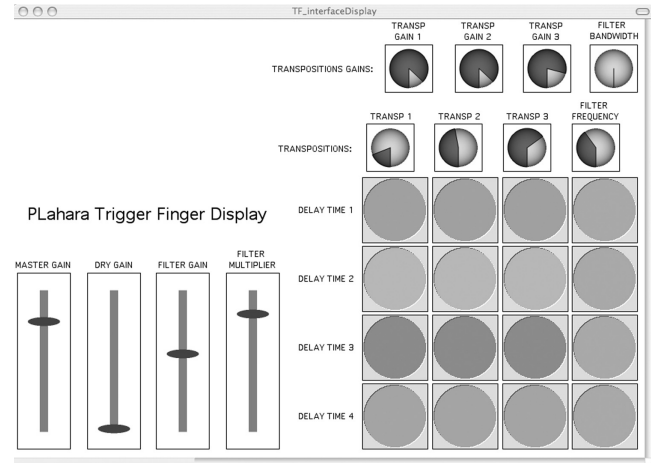 TF_interfaceDisplay
TRANSP
GAIN 1
TRANSP
GAIN 2
TRANSP
GAIN 3
FILTER
BANDWIDTH
TRANSPOSITIONS GAINS:
TRANSP 1
TRANSP 2
TRANSP 3
FILTER
FREQUENCY
TRANSPOSITIONS:
DELAY TIME 1
PLahara Trigger Finger Display
MASTER GAIN
DRY GAIN
FILTER GAIN
FILTER
MULTIPLIER
DELAY TIME 2
DELAY TIME 3
DELAY TIME 4